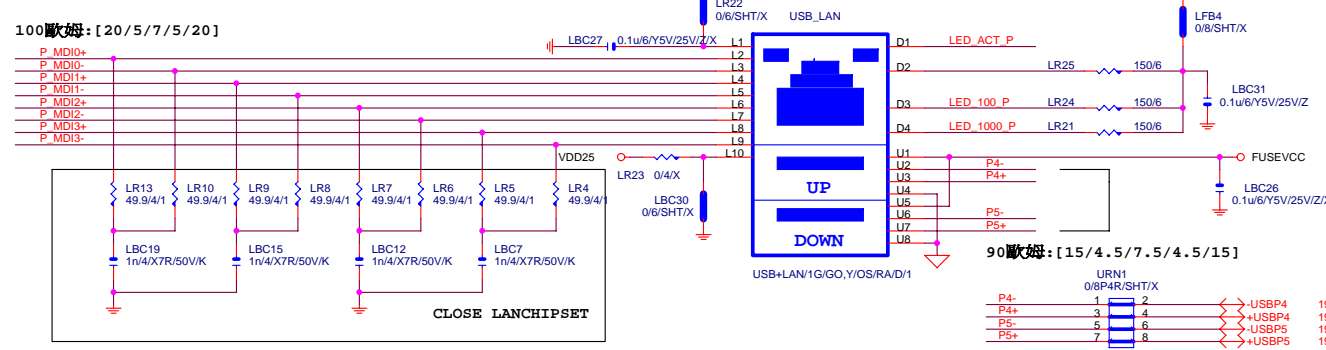 LR22
0/6/SHT/X
USB_LAN
LFB4
0/8/SHT/X
100歐姆:[20/5/7/5/20]
LBC27
0.1u/6/Y5V/25V/Z/X
P_MDI0+
P_MDI0-
P_MDI1+
P_MDI1-
P_MDI2+
P_MDI2-
P_MDI3+
P_MDI3-
L1
L2
L3
L4
L5
L6
L7
L8
L9
L10
D1
D2
D3
D4
U1
U2
U3
U4
U5
U6
U7
U8
LED_ACT_P
LR25
150/6
LED_100_P
LR24
150/6
LED_1000_P
LR21
150/6
LBC31
0.1u/6/Y5V/25V/Z
VDD25
LR23
0/4/X
LBC30
0/6/SHT/X
UP
DOWN
USB+LAN/1G/GO,Y/OS/RA/D/1
P4-
P4+
P5-
P5+
FUSEVCC
LBC26
0.1u/6/Y5V/25V/Z/X
LR13
49.9/4/1
LR10
49.9/4/1
LR9
49.9/4/1
LR8
49.9/4/1
LR7
49.9/4/1
LR6
49.9/4/1
LR5
49.9/4/1
LR4
49.9/4/1
LBC19
1n/4/X7R/50V/K
LBC15
1n/4/X7R/50V/K
LBC12
1n/4/X7R/50V/K
LBC7
1n/4/X7R/50V/K
CLOSE LANCHIPSET
90歐姆:[15/4.5/7.5/4.5/15]
URN1
0/8P4R/SHT/X
P4- 1 2 -USBP4 19
P4+ 3 4 +USBP4 19
P5- 5 6 -USBP5 19
P5+ 7 8 +USBP5 19